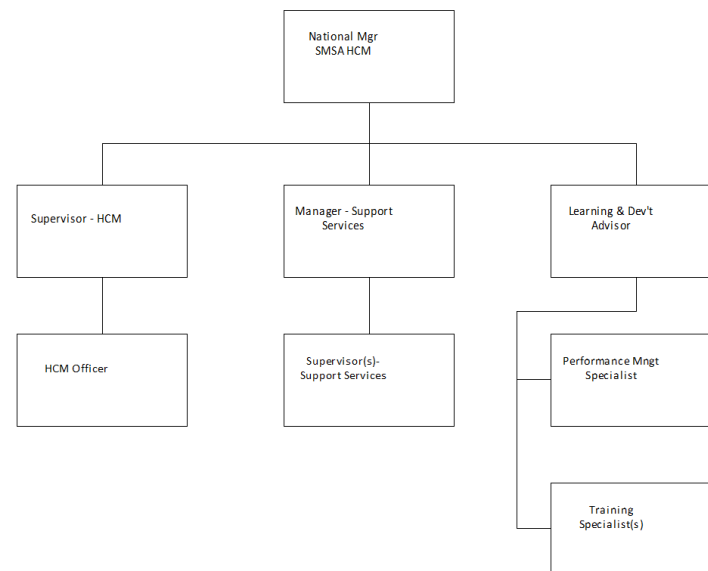 National Mgr
SMSA HCM
Supervisor - HCM
Manager - Support
Services
Learning & Dev't
Advisor
HCM Officer
Supervisor(s)-
Support Services
Performance Mngt
Specialist
Training
Specialist(s)